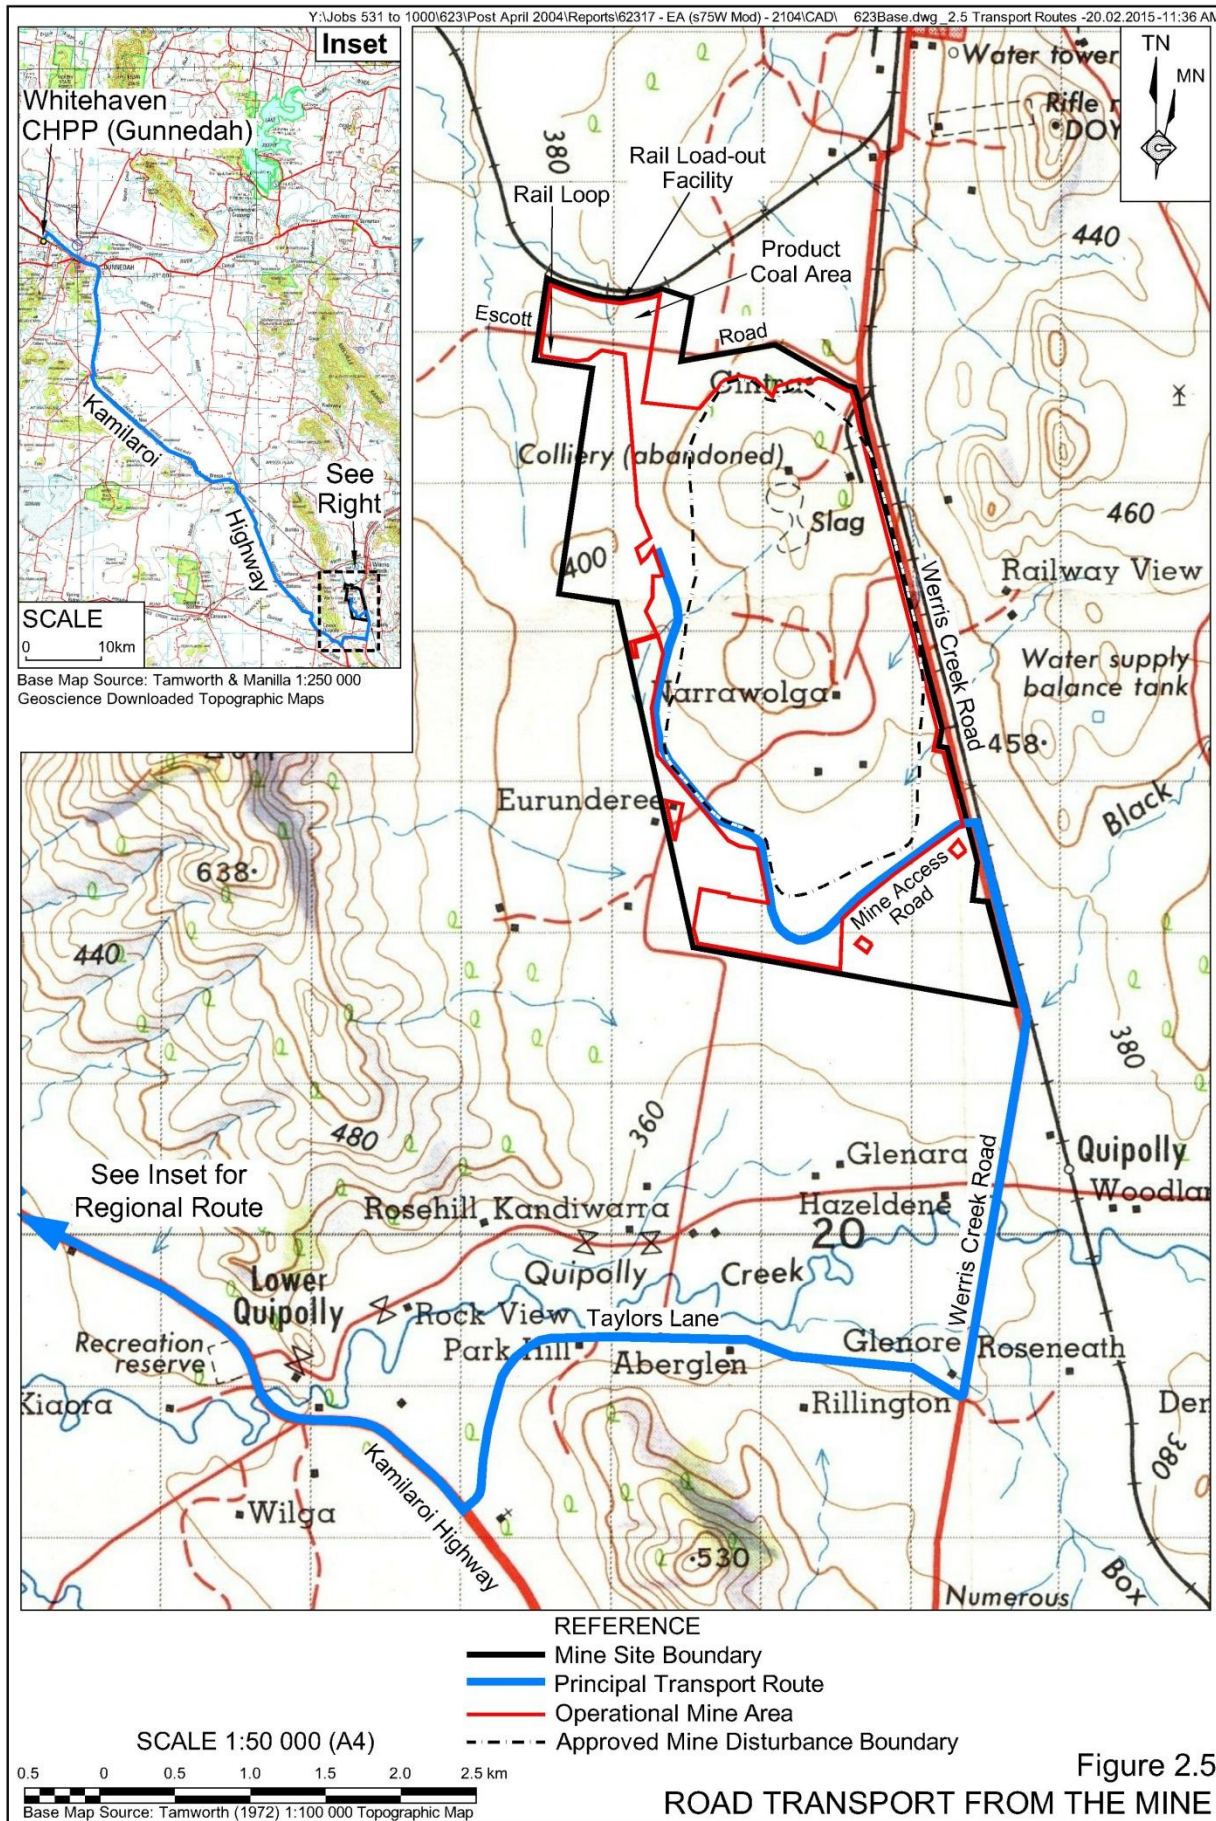 Y:\Jobs 531 to 1000\623\Post April 2004\Reports\62317 - EA (s75W Mod) - 2104\CAD\ 623Base.dwg _2.5 Transport Routes -20.02.2015-11:36 AM
Inset
Whitehaven
CHPP (Gunnedah)
GUNNEDAH
Kamilaroi
Highway
See
Right
SCALE
0 10km
Base Map Source: Tamworth & Manilla 1:250 000
Geoscience Downloaded Topographic Maps
TN
MN
Water tower
Rifle
DOY
380
Rail Load-out
Facility
Rail Loop
Product
Coal Area
440
Escott
Road
Colliery (abandoned)
Slag
460
400
Railway View
Werris Creek Road
Narrawolga
Water supply
balance tank
458
Eurunderee
Black
638
Mine Access
Road
440
380
480
360
Glenara
Quipolly
See Inset for
Regional Route
Rosehill
Kandiwarra
Hazeldene
Woodlan
20
Werris Creek Road
Lower
Quipolly
Quipolly
Creek
Rock View
Taylors Lane
Recreation
reserve
Park Hill
Aberglen
Glenore
Roseneath
Kiaora
Rillington
Den
380
Kamilaroi Highway
Wilga
530
Box
Numerous
REFERENCE
Mine Site Boundary
Principal Transport Route
Operational Mine Area
Approved Mine Disturbance Boundary
SCALE 1:50 000 (A4)
0.5 0 0.5 1.0 1.5 2.0 2.5 km
Base Map Source: Tamworth (1972) 1:100 000 Topographic Map
Figure 2.5
ROAD TRANSPORT FROM THE MINE